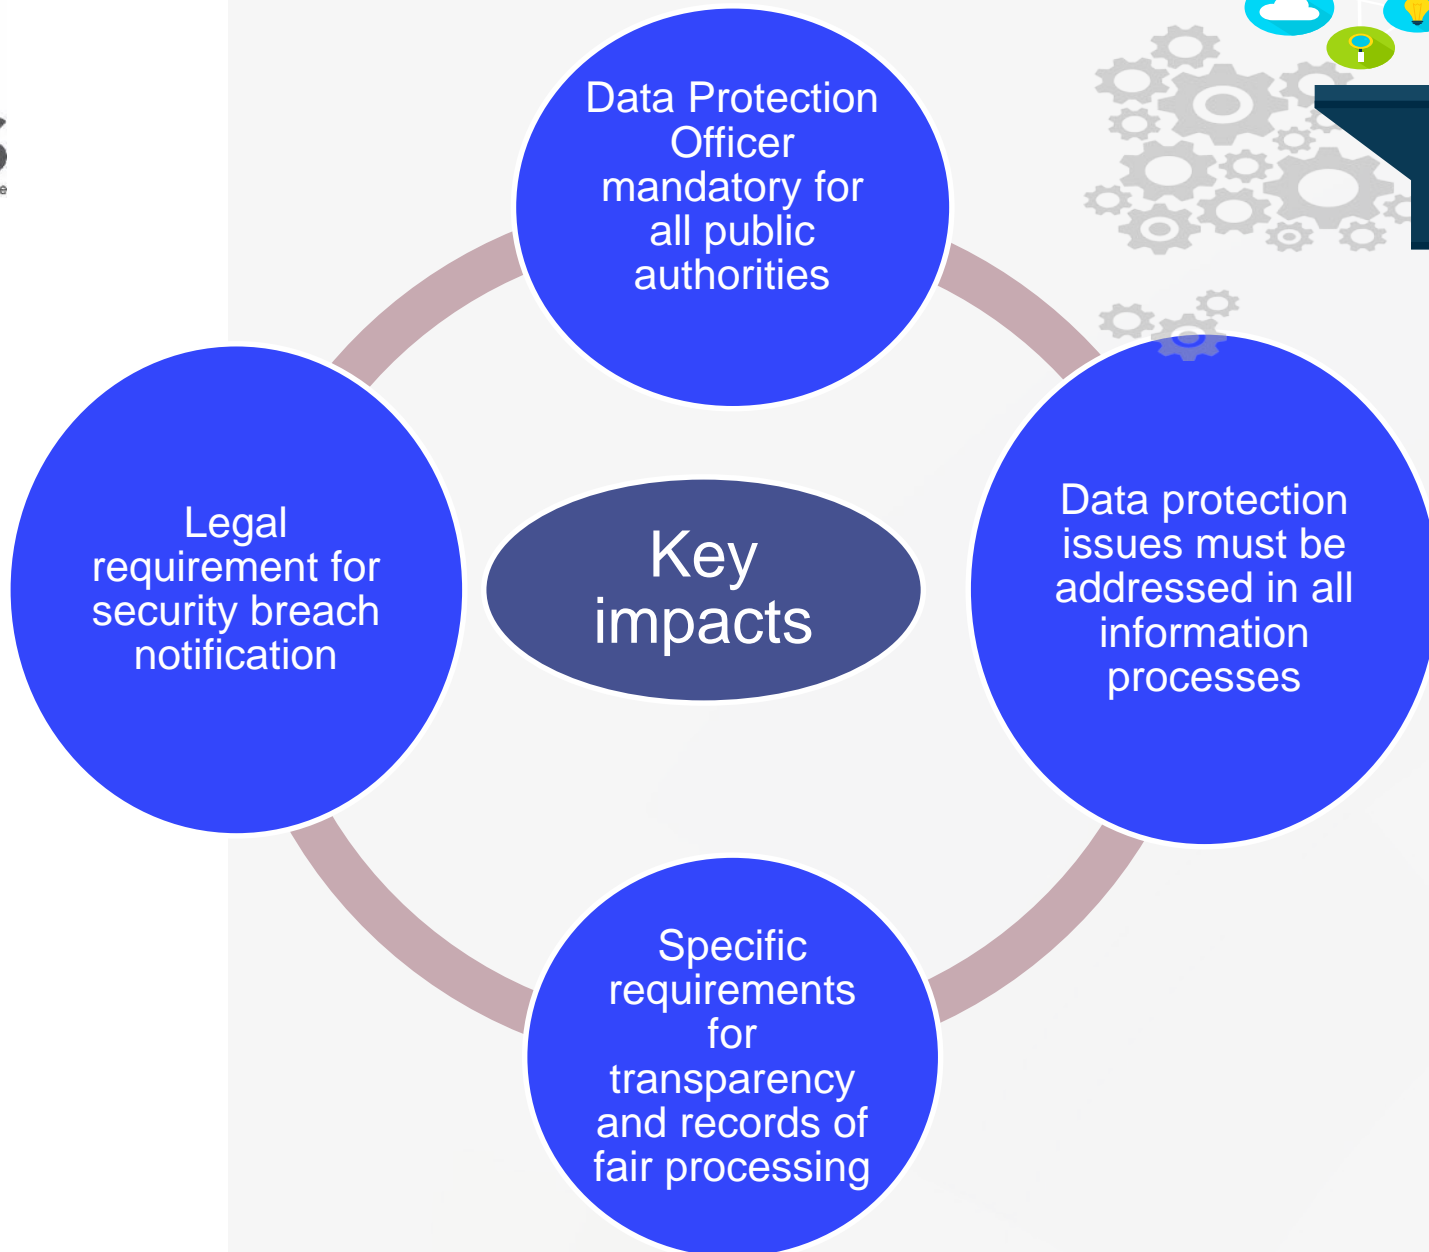 Data Protection
Officer
mandatory for
all public
authorities
Legal
requirement for
security breach
notification
Key
impacts
Data protection
issues must be
addressed in all
information
processes
Specific
requirements
for
transparency
and records of
fair processing